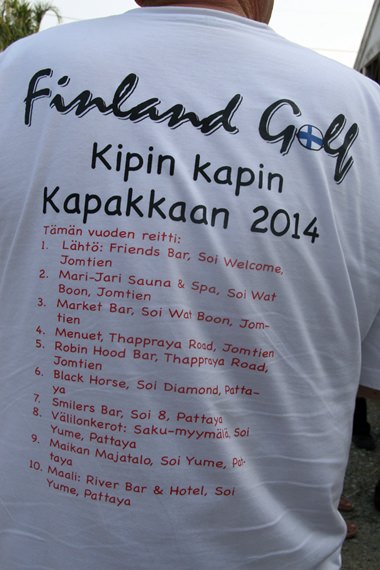 Finland Golf
Kipin kapin
Kapakkaan 2014
Tämän vuoden reitti:
1. Lähtö: Friends Bar, Soi Welcome,
Jomtien
2. Mari-Jari Sauna & Spa, Soi Wat
Boon, Jomtien
3. Market Bar, Soi Wat Boon, Jom-
tien
4. Menuet, Thappraya Road, Jomtien
5. Robin Hood Bar, Thappraya Road,
Jomtien
6. Black Horse, Soi Diamond, Patta-
ya
7. Smilers Bar, Soi 8, Pattaya
8. Välilonkerot: Saku-myymälä, Soi
Yume, Pattaya
9. Maikan Majatalo, Soi Yume, Pat-
taya
10. Maali: River Bar & Hotel, Soi
Yume, Pattaya